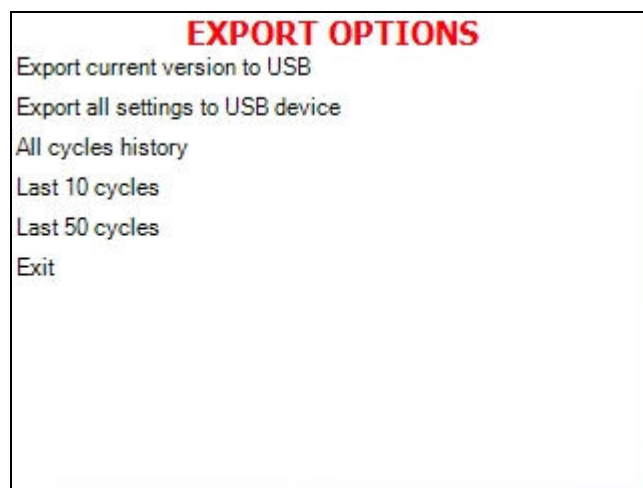 EXPORT OPTIONS
Export current version to USB
Export all settings to USB device
All cycles history
Last 10 cycles
Last 50 cycles
Exit